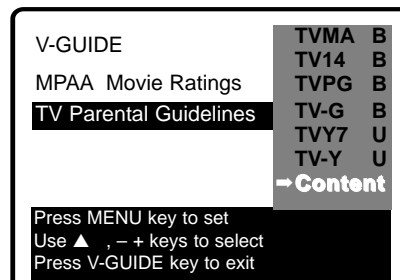 V-GUIDE
MPAA Movie Ratings
TV Parental Guidelines
TVMA B
TV14 B
TVPG B
TV-G B
TVY7 U
TV-Y U
➡Content
Press MENU key to set
Use ▲ , – + keys to select
Press V-GUIDE key to exit